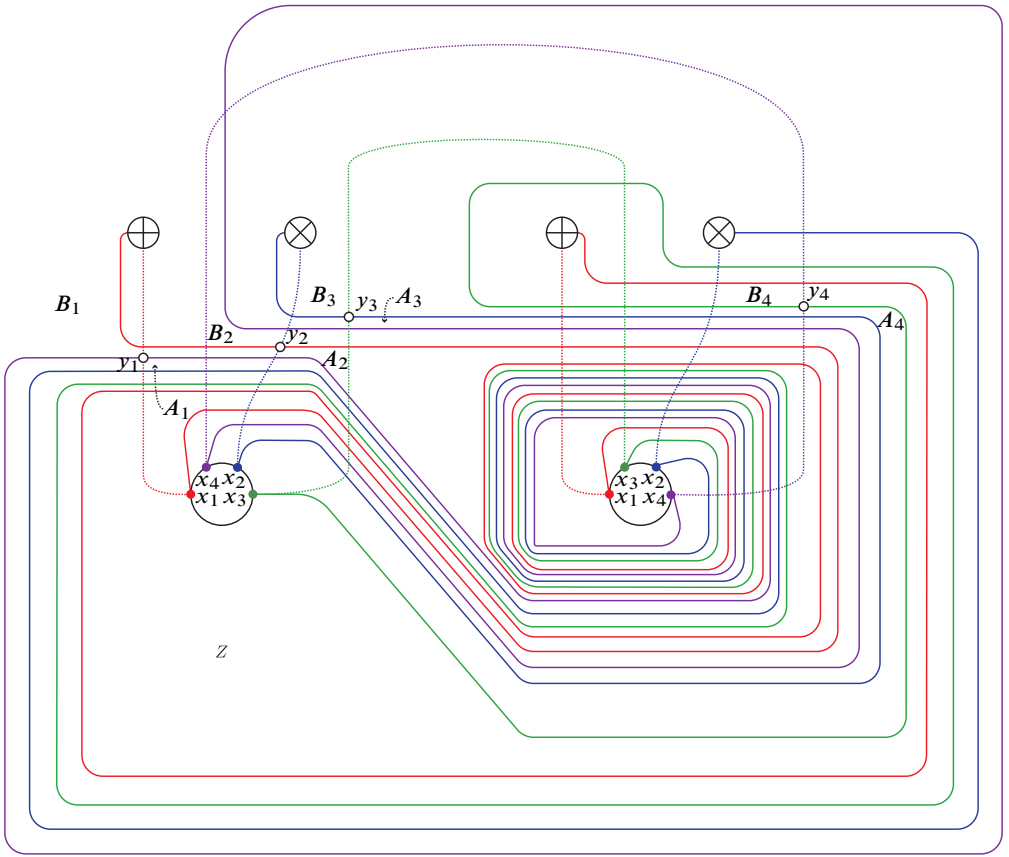 B₁ B₃ y₃ A₃ B₄ y₄
B₂ y₂ A₄
y₁ A₂
A₁
x₄ x₂ x₃ x₂
x₁ x₃ x₁ x₄
Z